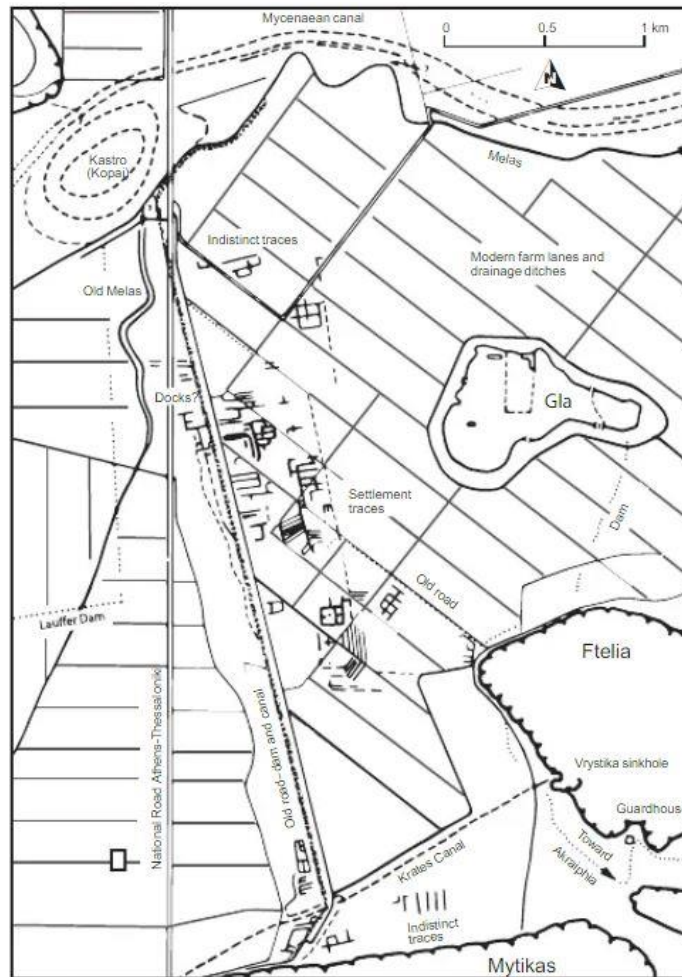 Mycenaean canal
0
0.5
1 km
N
Kastro
(Kopai)
Melas
Indistinct traces
Modern farm lanes and
drainage ditches
Old Melas
Docks?
Gla
Settlement
traces
Dam
Old road
Lauffer Dam
Ftelia
National Road Athens-Thessaloniki
Old road-dam and canal
Vrystika sinkhole
Guardhouse
Toward
Akraiphia
Krates Canal
Indistinct
traces
Mytikas